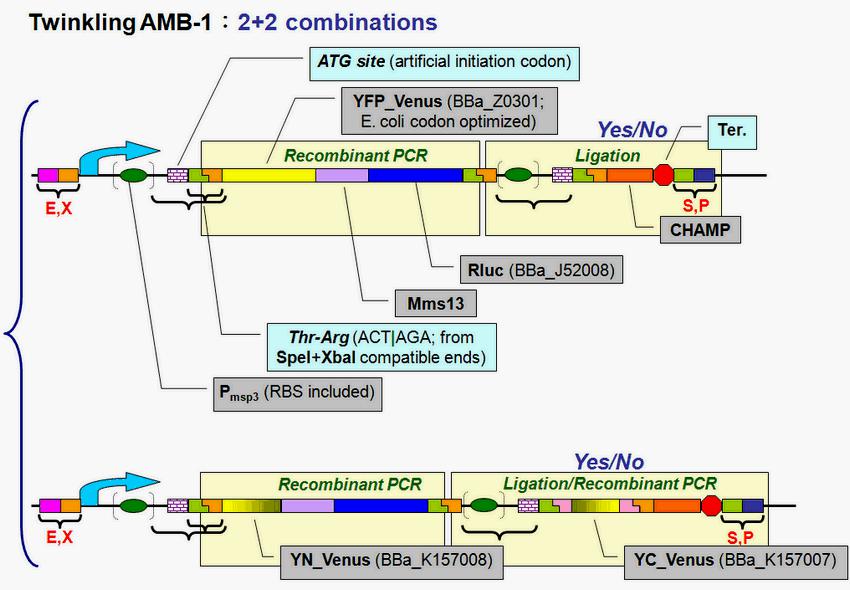 Twinkling AMB-1：2+2 combinations
ATG site (artificial initiation codon)
YFP_Venus (BBa_Z0301;
E. coli codon optimized)
Yes/No
Ter.
Recombinant PCR
Ligation
E,X
S,P
CHAMP
Rluc (BBa_J52008)
Mms13
Thr-Arg (ACT|AGA; from
SpeI+XbaI compatible ends)
Pmsp3 (RBS included)
Yes/No
Recombinant PCR
Ligation/Recombinant PCR
E,X
S,P
YN_Venus (BBa_K157008)
YC_Venus (BBa_K157007)